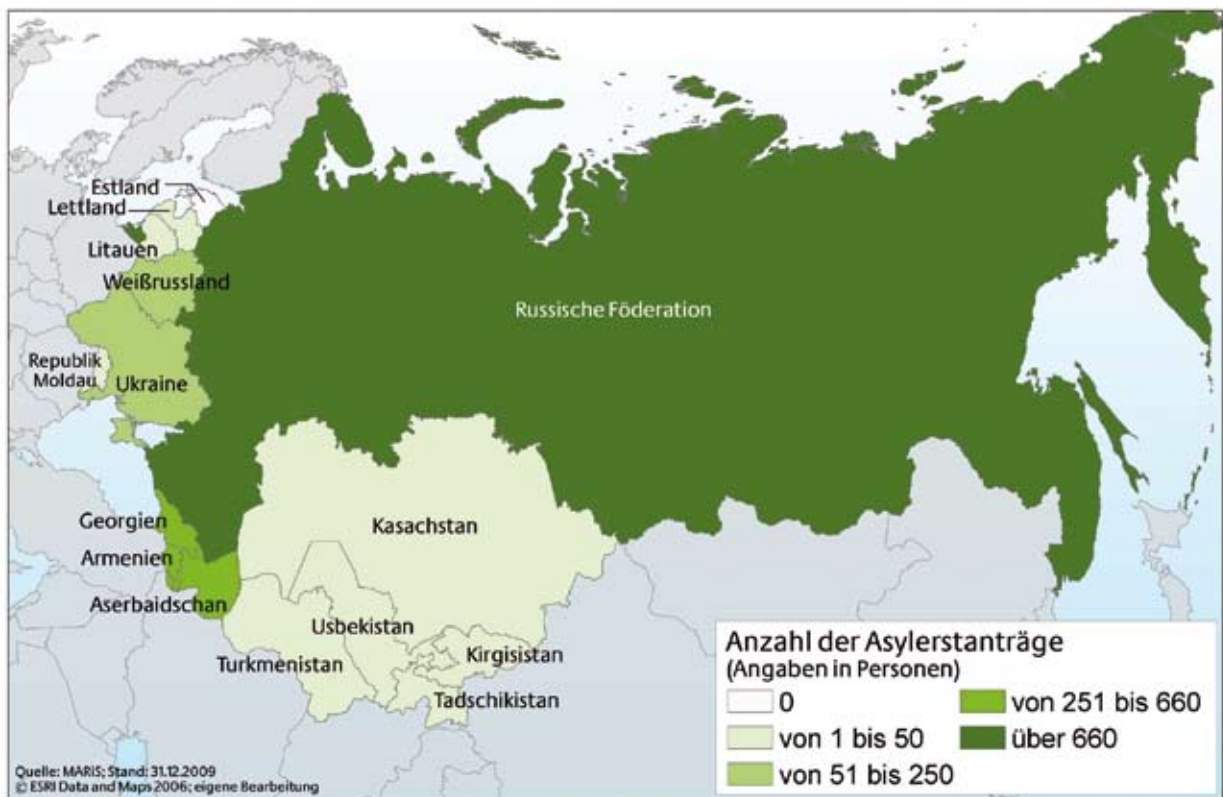 Estland
Lettland
Litauen
Weißrussland
Russische Föderation
Republik
Moldau
Ukraine
Georgien
Kasachstan
Armenien
Aserbaidschan
Usbekistan
Turkmenistan
Kirgisistan
Tadschikistan
Anzahl der Asylerstanträge
(Angaben in Personen)
0
von 1 bis 50
von 51 bis 250
von 251 bis 660
über 660
Quelle: MARiS; Stand: 31.12.2009
© ESRI Data and Maps 2006; eigene Bearbeitung